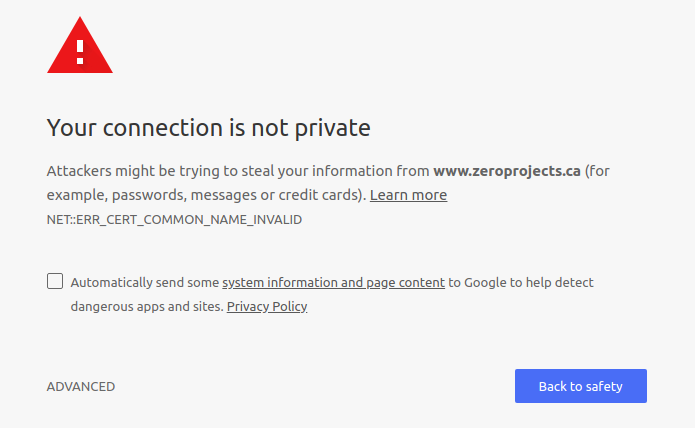 Your connection is not private
Attackers might be trying to steal your information from www.zeroprojects.ca (for
example, passwords, messages or credit cards). Learn more
NET::ERR_CERT_COMMON_NAME_INVALID
Automatically send some system information and page content to Google to help detect
dangerous apps and sites. Privacy Policy
ADVANCED
Back to safety